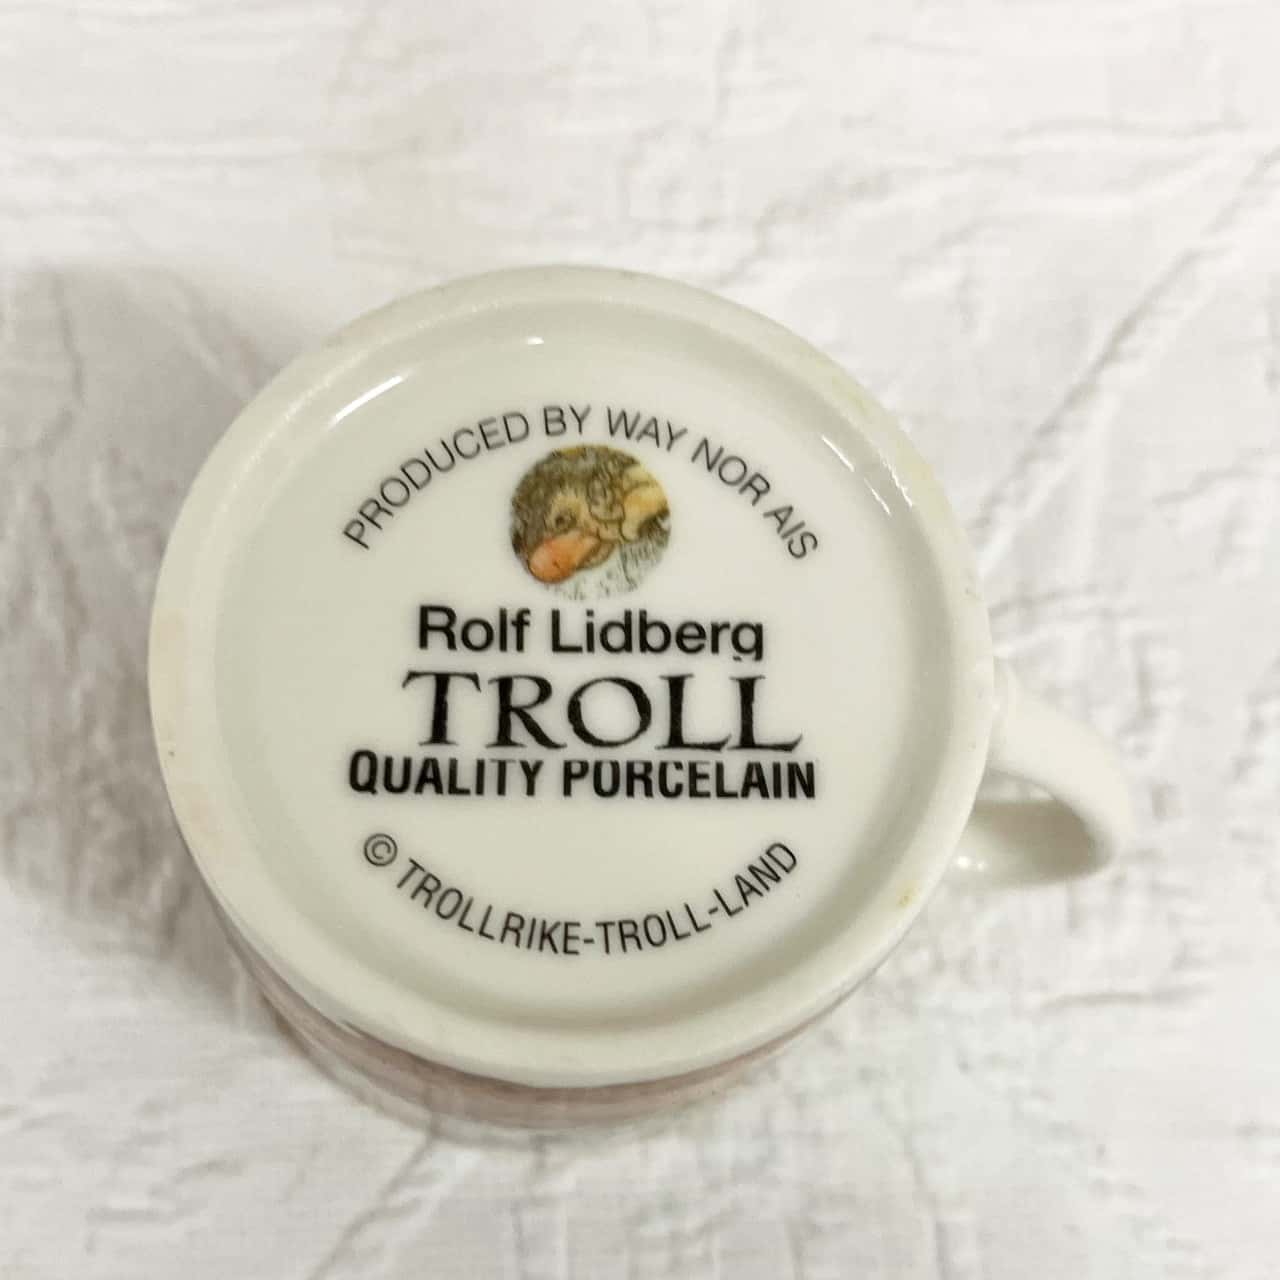 PRODUCED BY WAY NOR AIS
Rolf Lidberg
TROLL
QUALITY PORCELAIN
© TROLLRIKE-TROLL-LAND